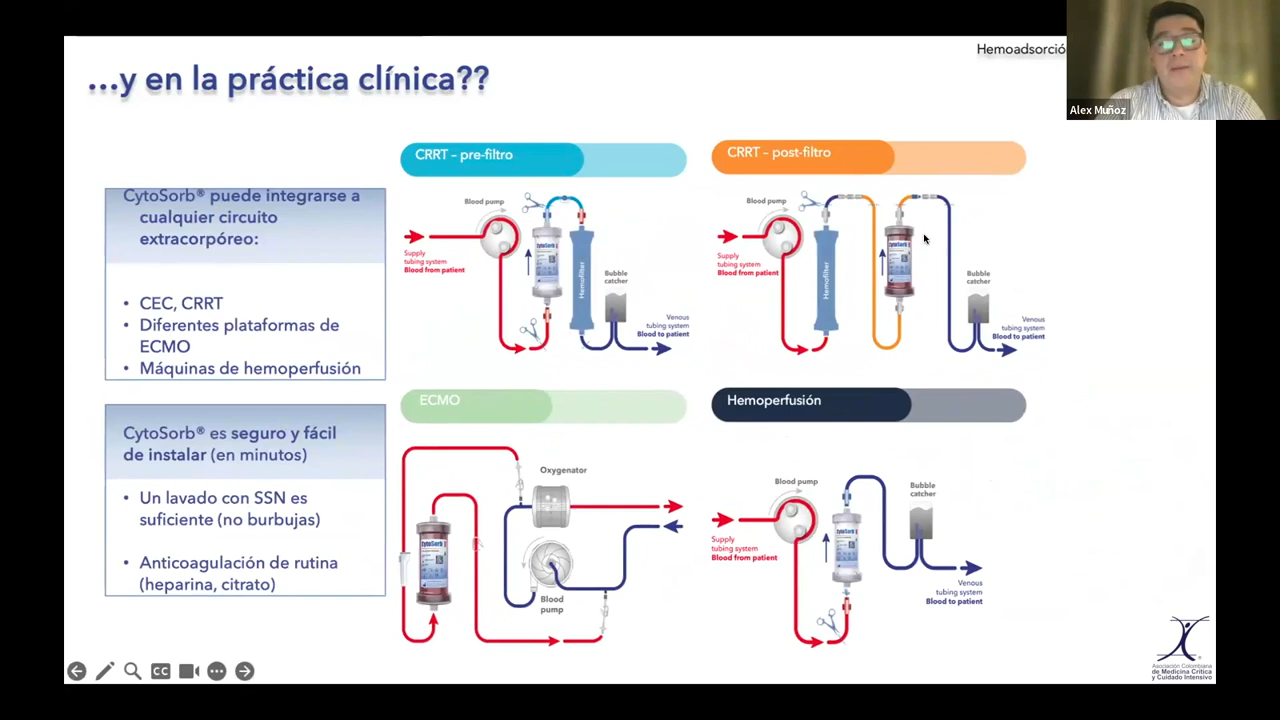 Hemoadsorció
Alex Muñoz
...y en la práctica clínica??
CytoSorb® puede integrarse a
cualquier circuito
extracorpóreo:
• CEC, CRRT
• Diferentes plataformas de
ECMO
• Máquinas de hemoperfusión
CytoSorb® es seguro y fácil
de instalar (en minutos)
• Un lavado con SSN es
suficiente (no burbujas)
• Anticoagulación de rutina
(heparina, citrato)
CRRT – pre-filtro
Blood pump
Supply
tubing system
Blood from patient
CytoSorb
Hemofilter
Bubble
catcher
Venous
tubing system
Blood to patient
CRRT – post-filtro
Blood pump
Supply
tubing system
Blood from patient
Hemofilter
CytoSorb
Bubble
catcher
Venous
tubing system
Blood to patient
ECMO
Oxygenator
CytoSorb
Blood
pump
Hemoperfusión
Blood pump
Supply
tubing system
Blood from patient
CytoSorb
Bubble
catcher
Venous
tubing system
Blood to patient
CC
Asociación Colombiana
de Medicina Crítica
y Cuidado Intensivo